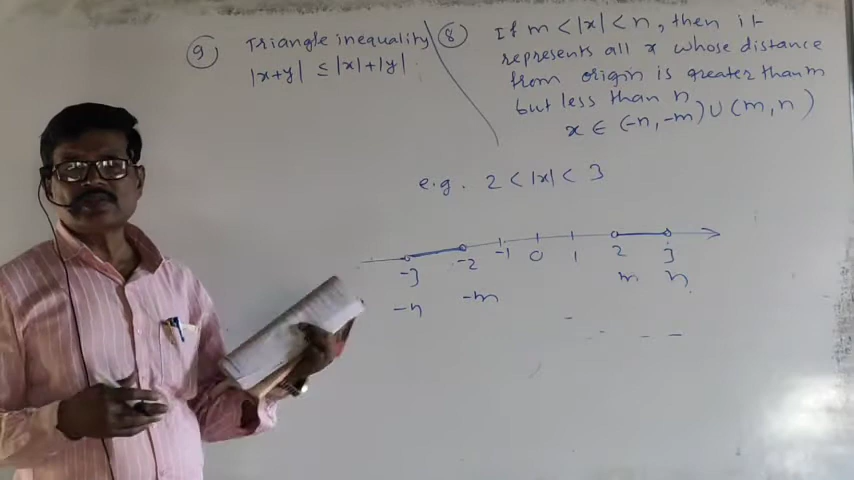 ⑨ Triangle inequality
|x+y| ≤ |x|+|y|
⑧ If m < |x| < n, then it
represents all x whose distance
from origin is greater than m
but less than n
x ∈ (-n, -m) ∪ (m, n)
e.g. 2 < |x| < 3
-3 -2 -1 0 1 2 3
-n -m m n